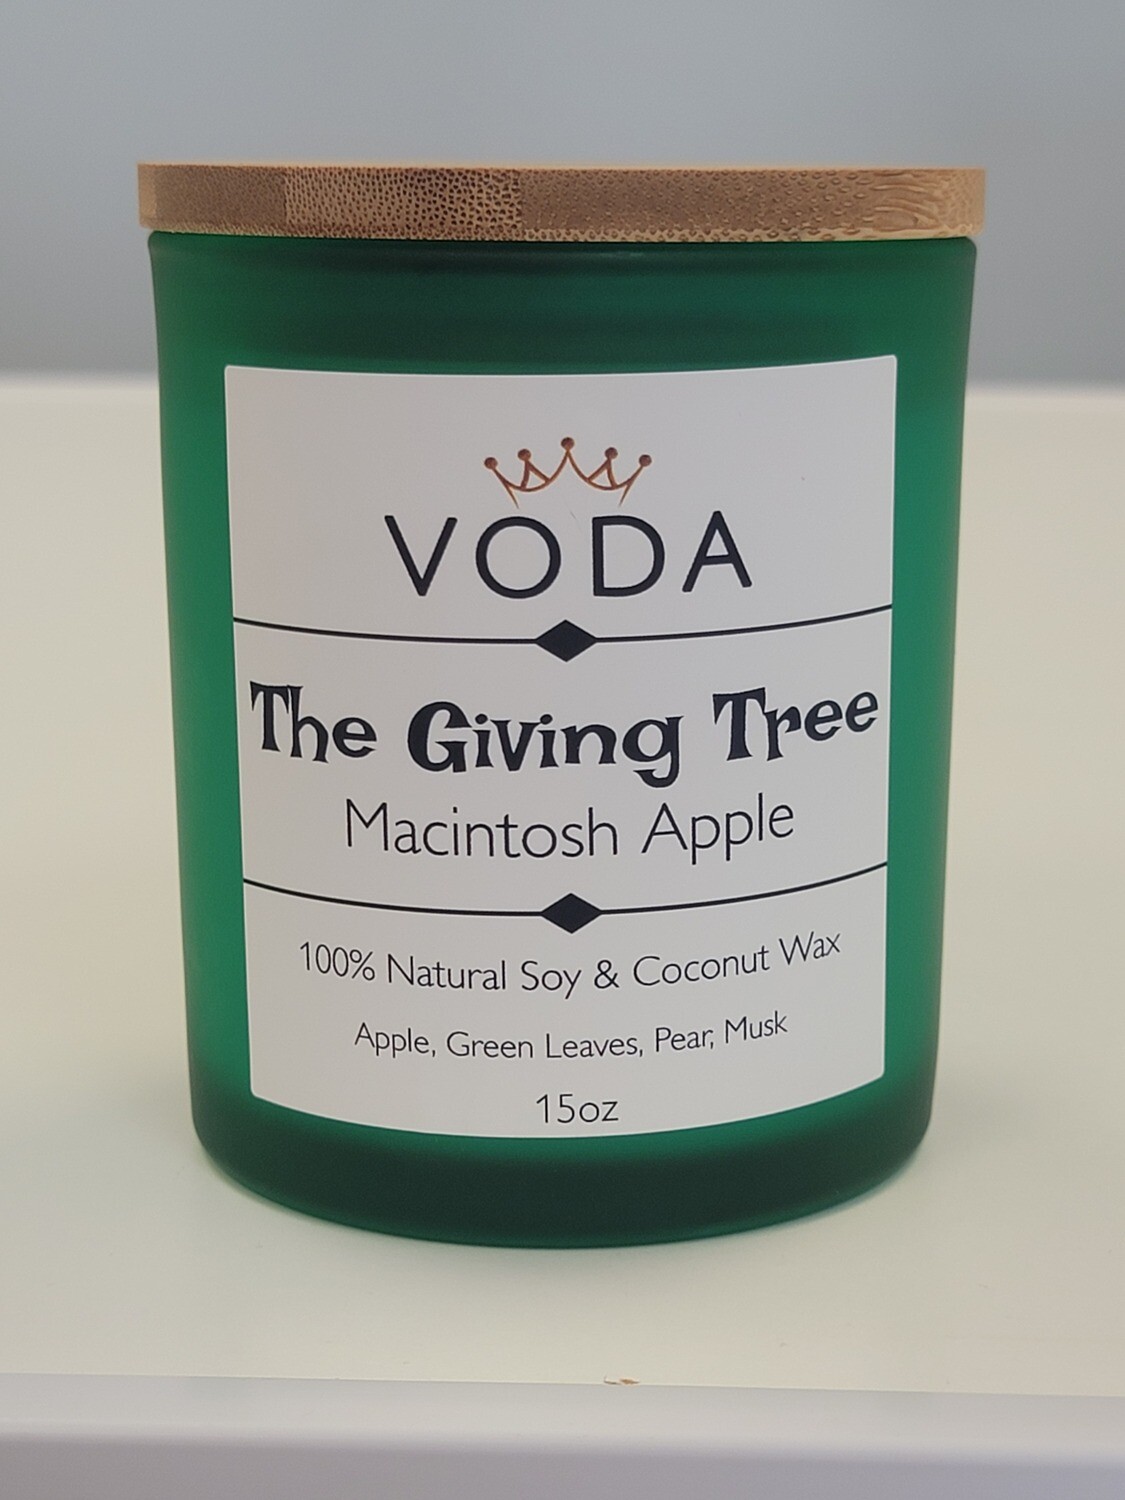 VODA
The Giving Tree
Macintosh Apple
100% Natural Soy & Coconut Wax
Apple, Green Leaves, Pear, Musk
15oz